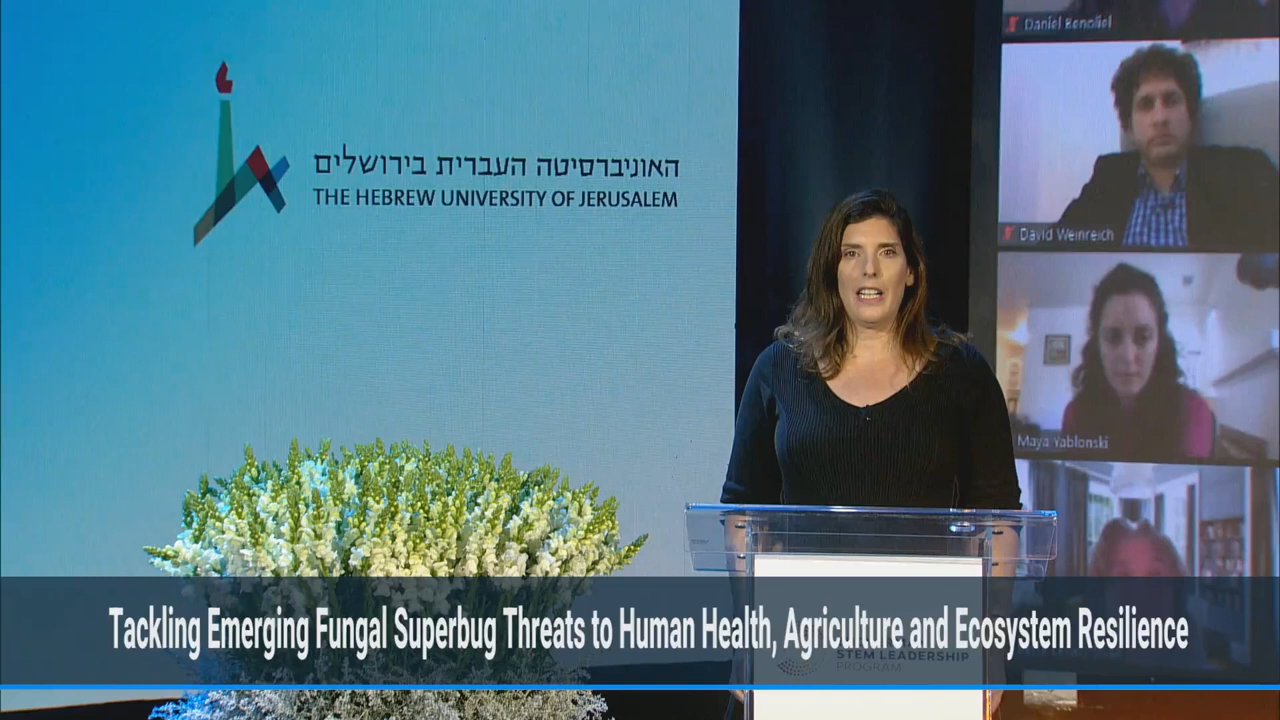 Daniel Benoliel
האוניברסיטה העברית בירושלים
THE HEBREW UNIVERSITY OF JERUSALEM
David Weinreich
Maya Yablonski
Tackling Emerging Fungal Superbug Threats to Human Health, Agriculture and Ecosystem Resilience
STEM LEADERSHIP
PROGRAM